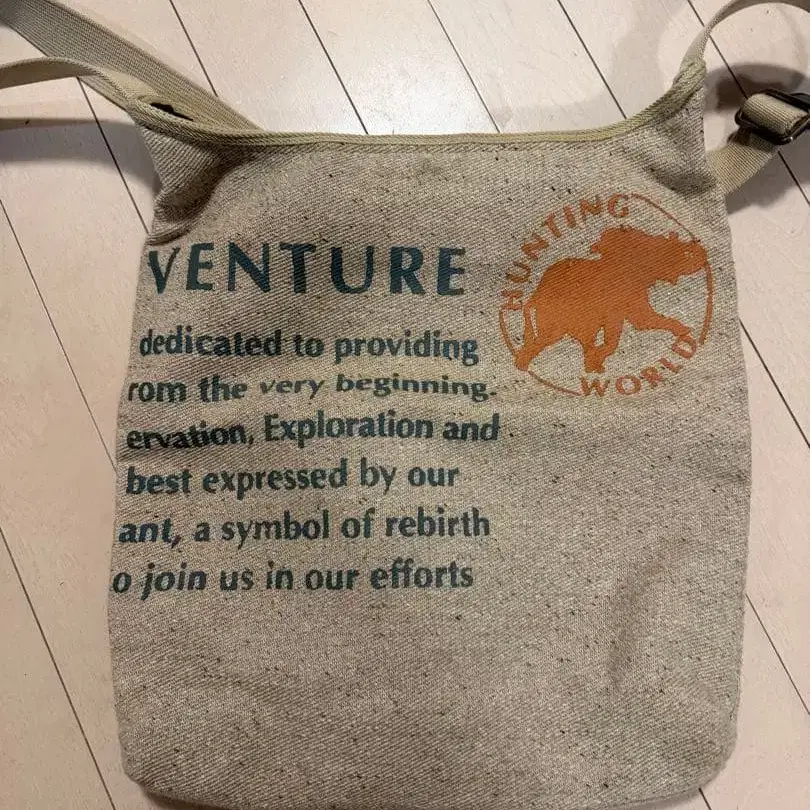 VENTURE
dedicated to providing
rom the very beginning.
ervation, Exploration and
best expressed by our
ant, a symbol of rebirth
o join us in our efforts
HUNTING
WORLD